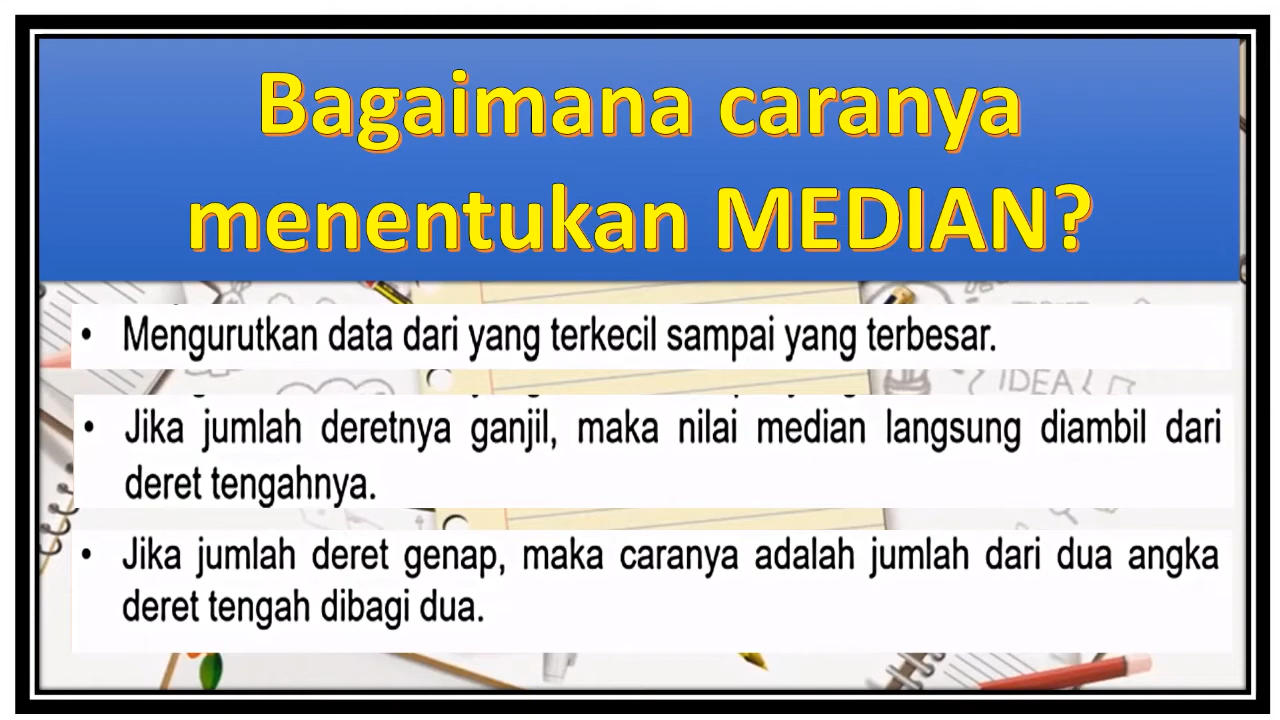 Bagaimana caranya
menentukan MEDIAN?
• Mengurutkan data dari yang terkecil sampai yang terbesar.
• Jika jumlah deretnya ganjil, maka nilai median langsung diambil dari
deret tengahnya.
IDEA
• Jika jumlah deret genap, maka caranya adalah jumlah dari dua angka
deret tengah dibagi dua.